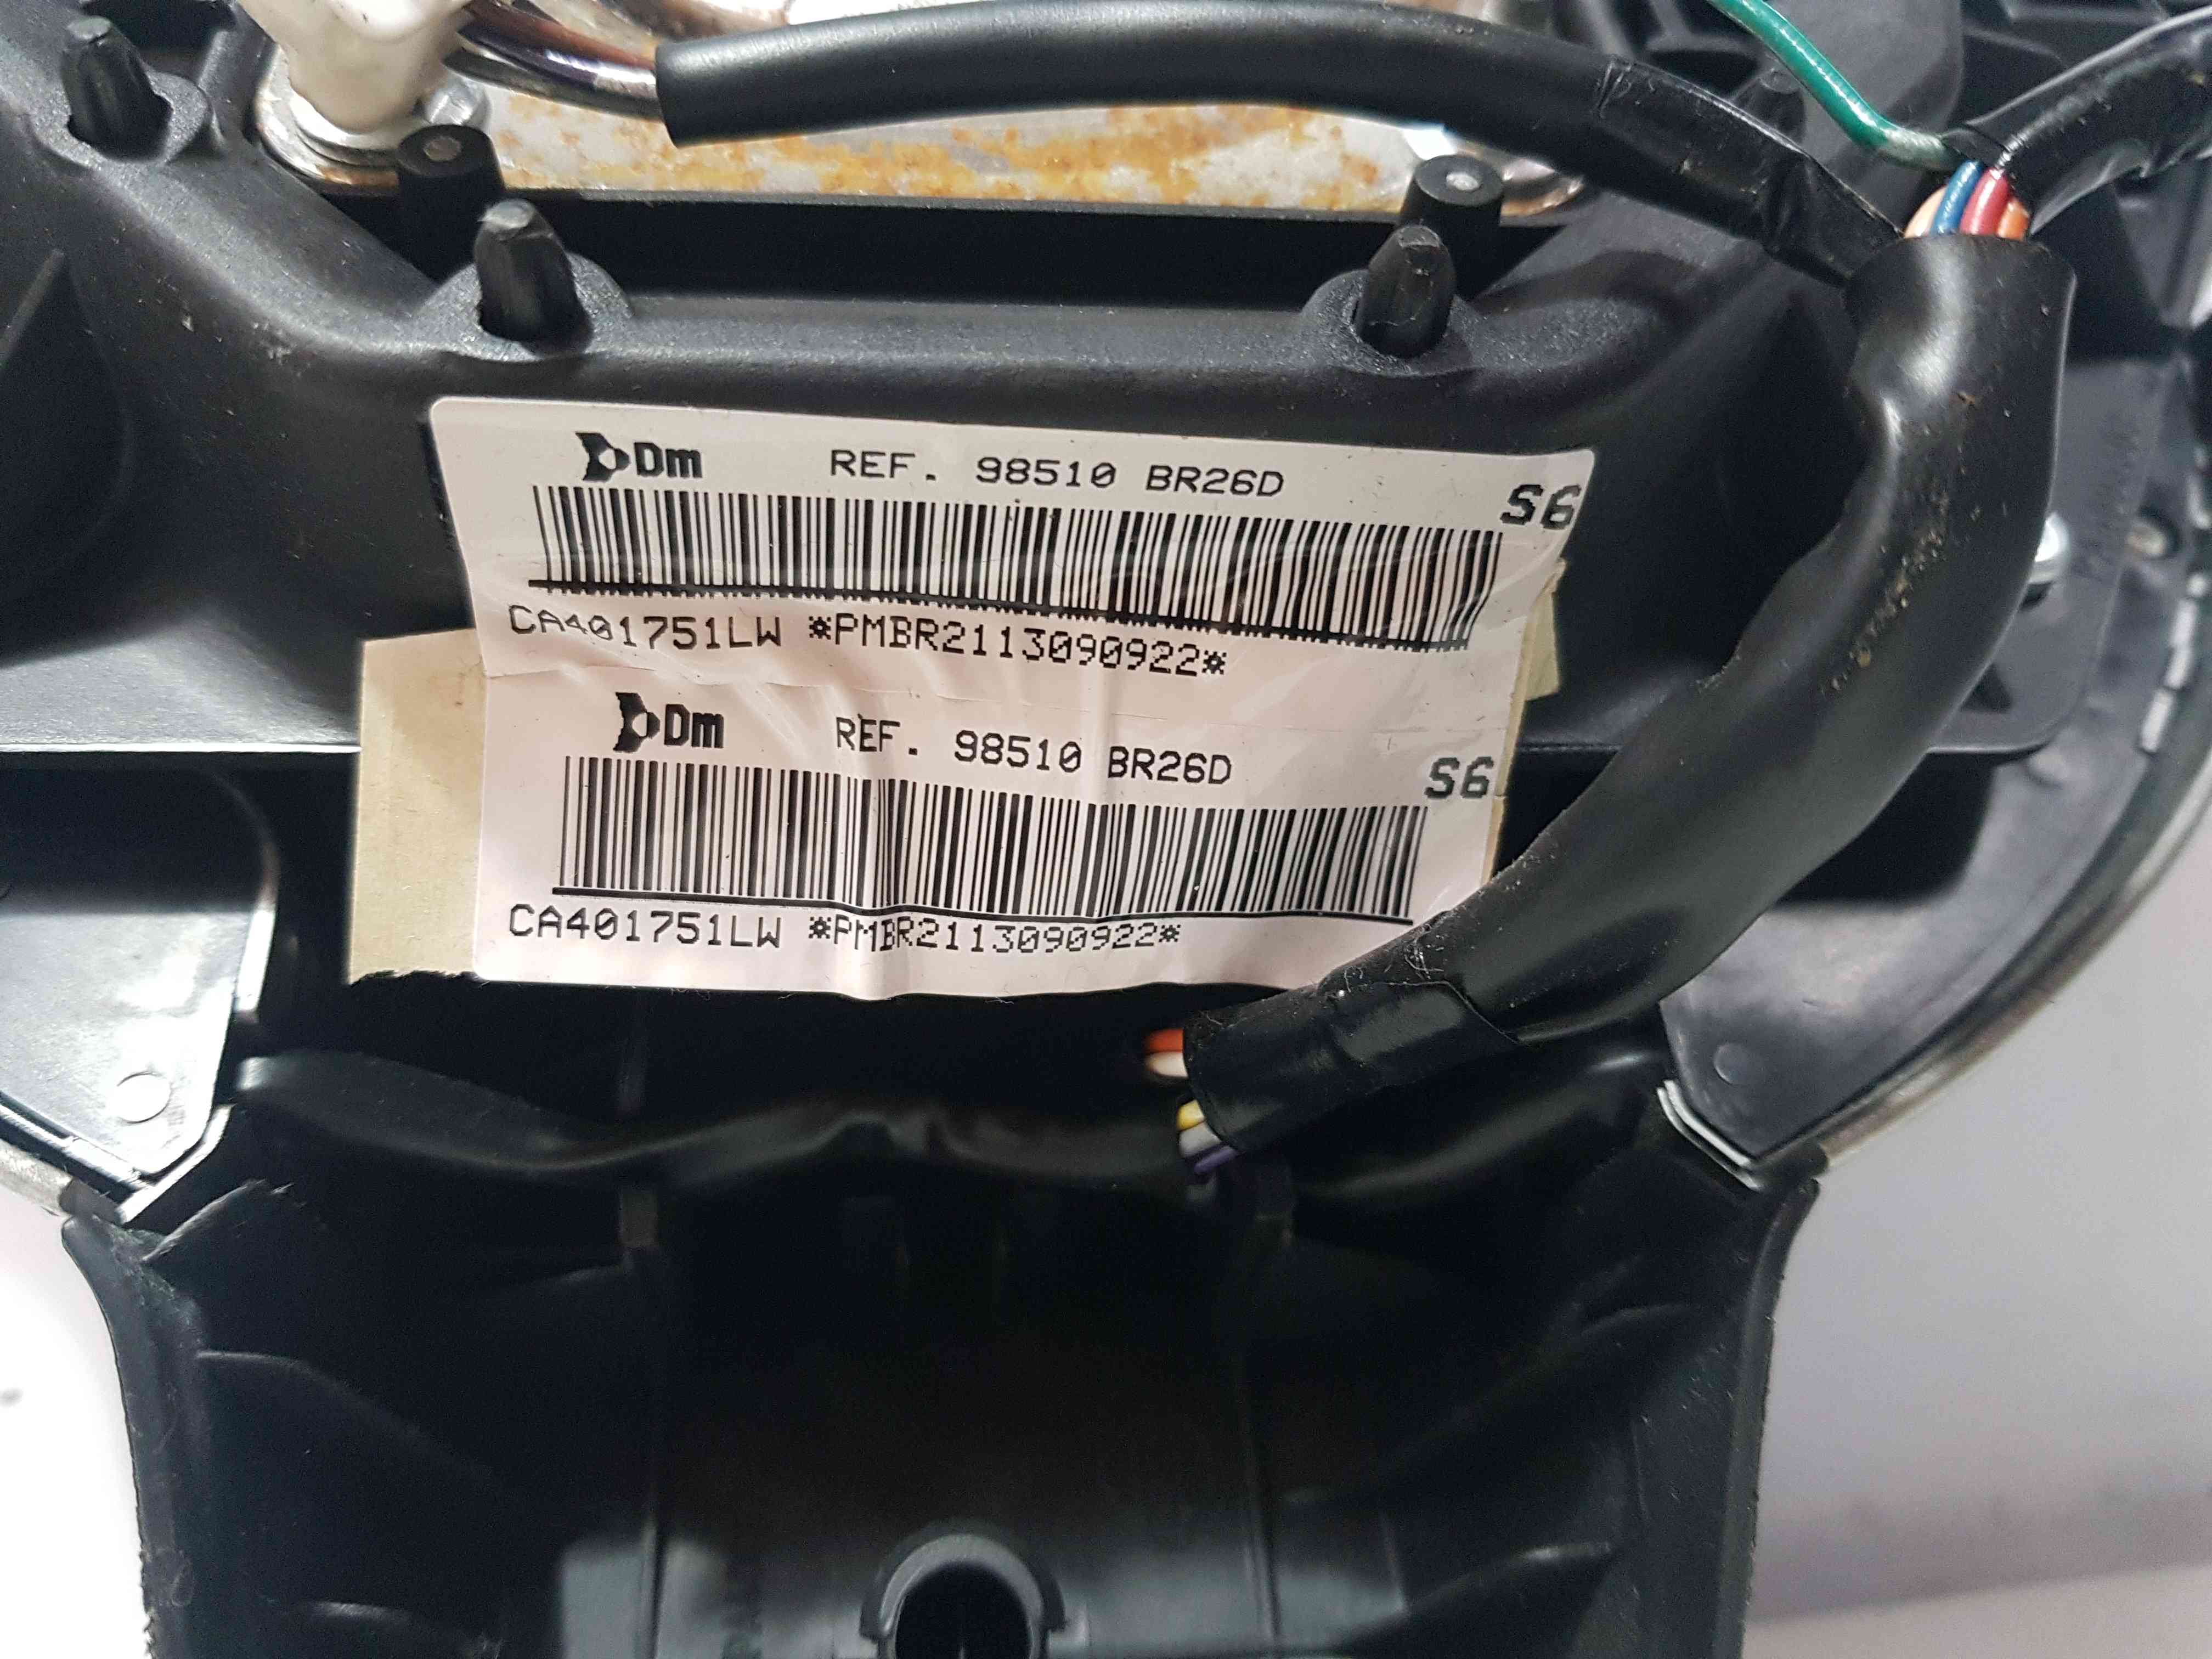 Dm REF. 98510 BR26D
S6
CA401751LW *PMBR2113090922*
Dm REF. 98510 BR26D
S6
CA401751LW *PMBR2113090922*